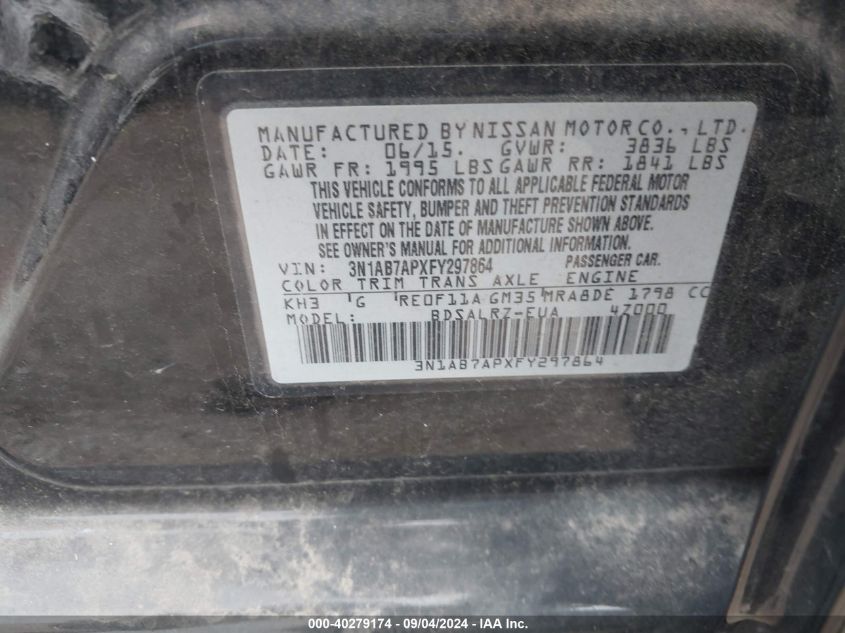 MANUFACTURED BY NISSAN MOTOR CO., LTD.
DATE: 06/15. GVWR: 3836 LBS
GAWR FR: 1995 LBS GAWR RR: 1841 LBS
THIS VEHICLE CONFORMS TO ALL APPLICABLE FEDERAL MOTOR
VEHICLE SAFETY, BUMPER AND THEFT PREVENTION STANDARDS
IN EFFECT ON THE DATE OF MANUFACTURE SHOWN ABOVE.
SEE OWNER'S MANUAL FOR ADDITIONAL INFORMATION.
VIN: 3N1AB7APXFY297864 PASSENGER CAR.
COLOR TRIM TRANS AXLE ENGINE
KH3 G RE0F11A GM35 MRA8DE 1798 CC
MODEL: BDSALRZ-EUA 4Z000
3N1AB7APXFY297864
000-40279174 - 09/04/2024 - IAAI, Inc.